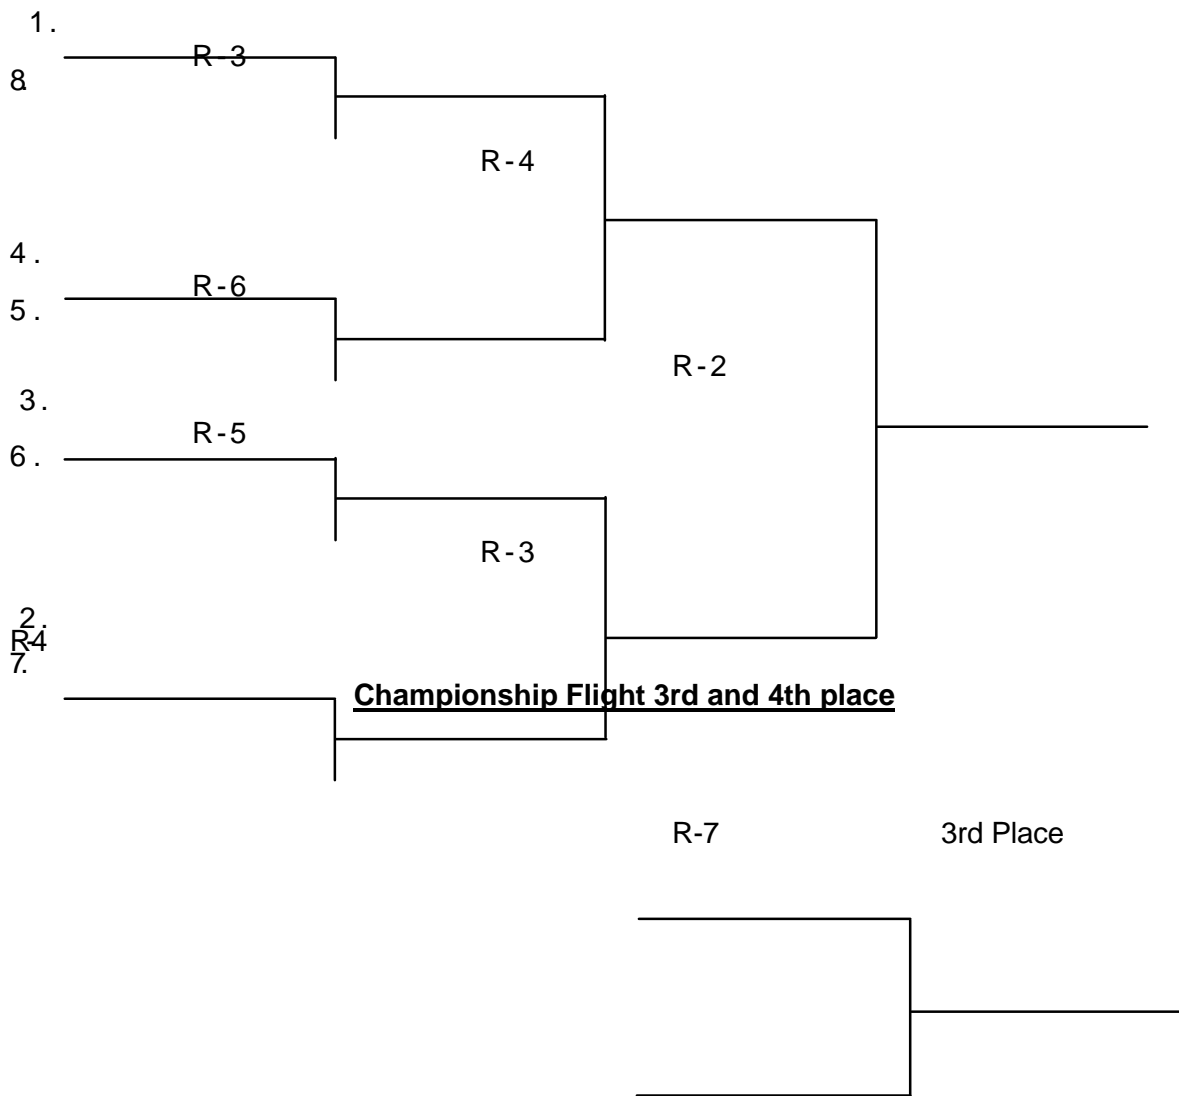 1.
R-3
8.
R-4
4.
R-6
5.
R-2
3.
R-5
6.
R-3
2.
R-4
7.
Championship Flight 3rd and 4th place
R-7 3rd Place